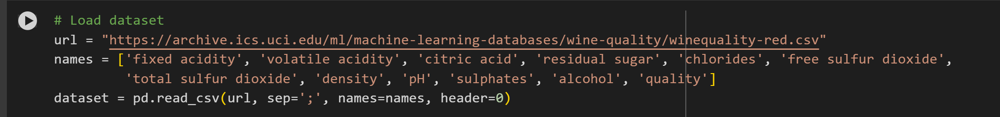 # Load dataset
url = "https://archive.ics.uci.edu/ml/machine-learning-databases/wine-quality/winequality-red.csv"
names = ['fixed acidity', 'volatile acidity', 'citric acid', 'residual sugar', 'chlorides', 'free sulfur dioxide',
'total sulfur dioxide', 'density', 'pH', 'sulphates', 'alcohol', 'quality']
dataset = pd.read_csv(url, sep=';', names=names, header=0)